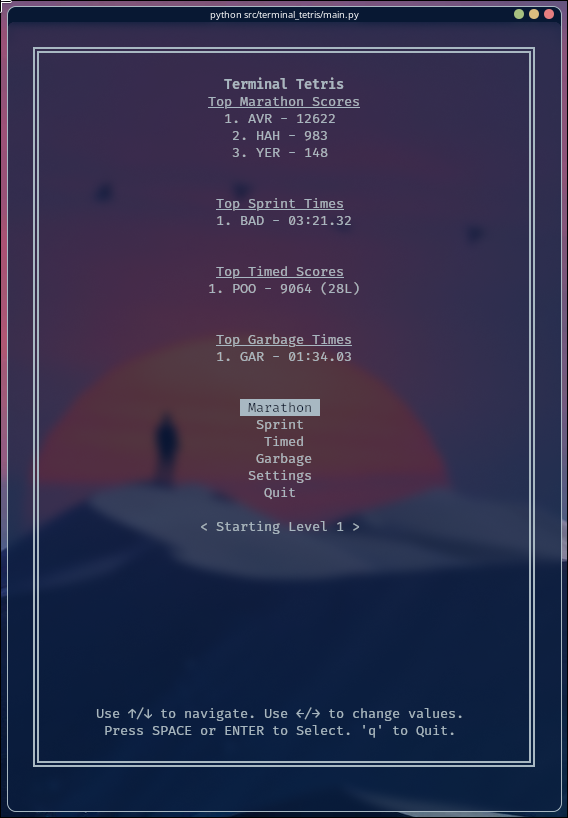 python src/terminal_tetris/main.py
Terminal Tetris
Top Marathon Scores
1. AVR - 12622
2. HAH - 983
3. YER - 148
Top Sprint Times
1. BAD - 03:21.32
Top Timed Scores
1. POO - 9064 (28L)
Top Garbage Times
1. GAR - 01:34.03
Marathon
Sprint
Timed
Garbage
Settings
Quit
< Starting Level 1 >
Use ↑/↓ to navigate. Use ←/→ to change values.
Press SPACE or ENTER to Select. 'q' to Quit.